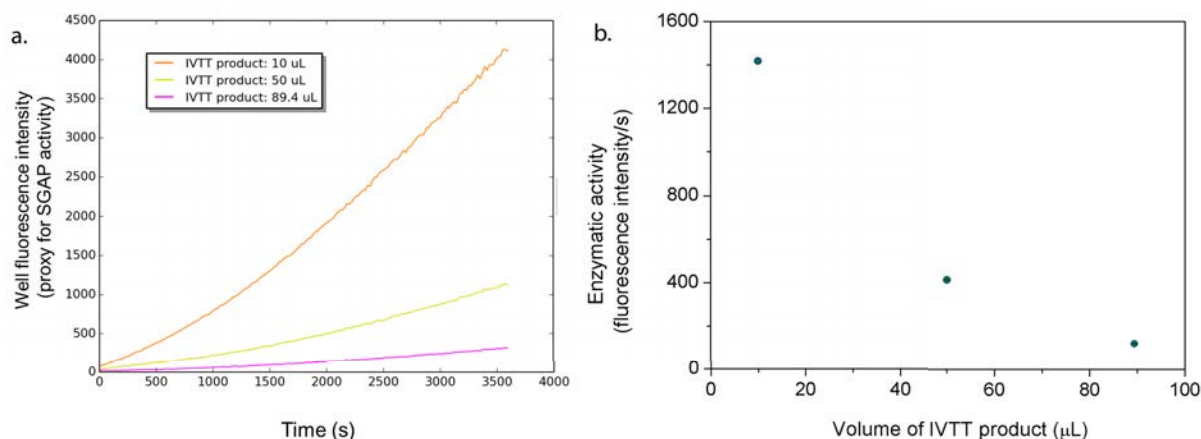 a.
4500
4000
3500
3000
2500
2000
1500
1000
500
0
Well fluorescence intensity
(proxy for SGAP activity)
IVTT product: 10 uL
IVTT product: 50 uL
IVTT product: 89.4 uL
0 500 1000 1500 2000 2500 3000 3500 4000
Time (s)
b.
1600
1200
800
400
0
Enzymatic activity
(fluorescence intensity/s)
0 20 40 60 80 100
Volume of IVTT product (μL)